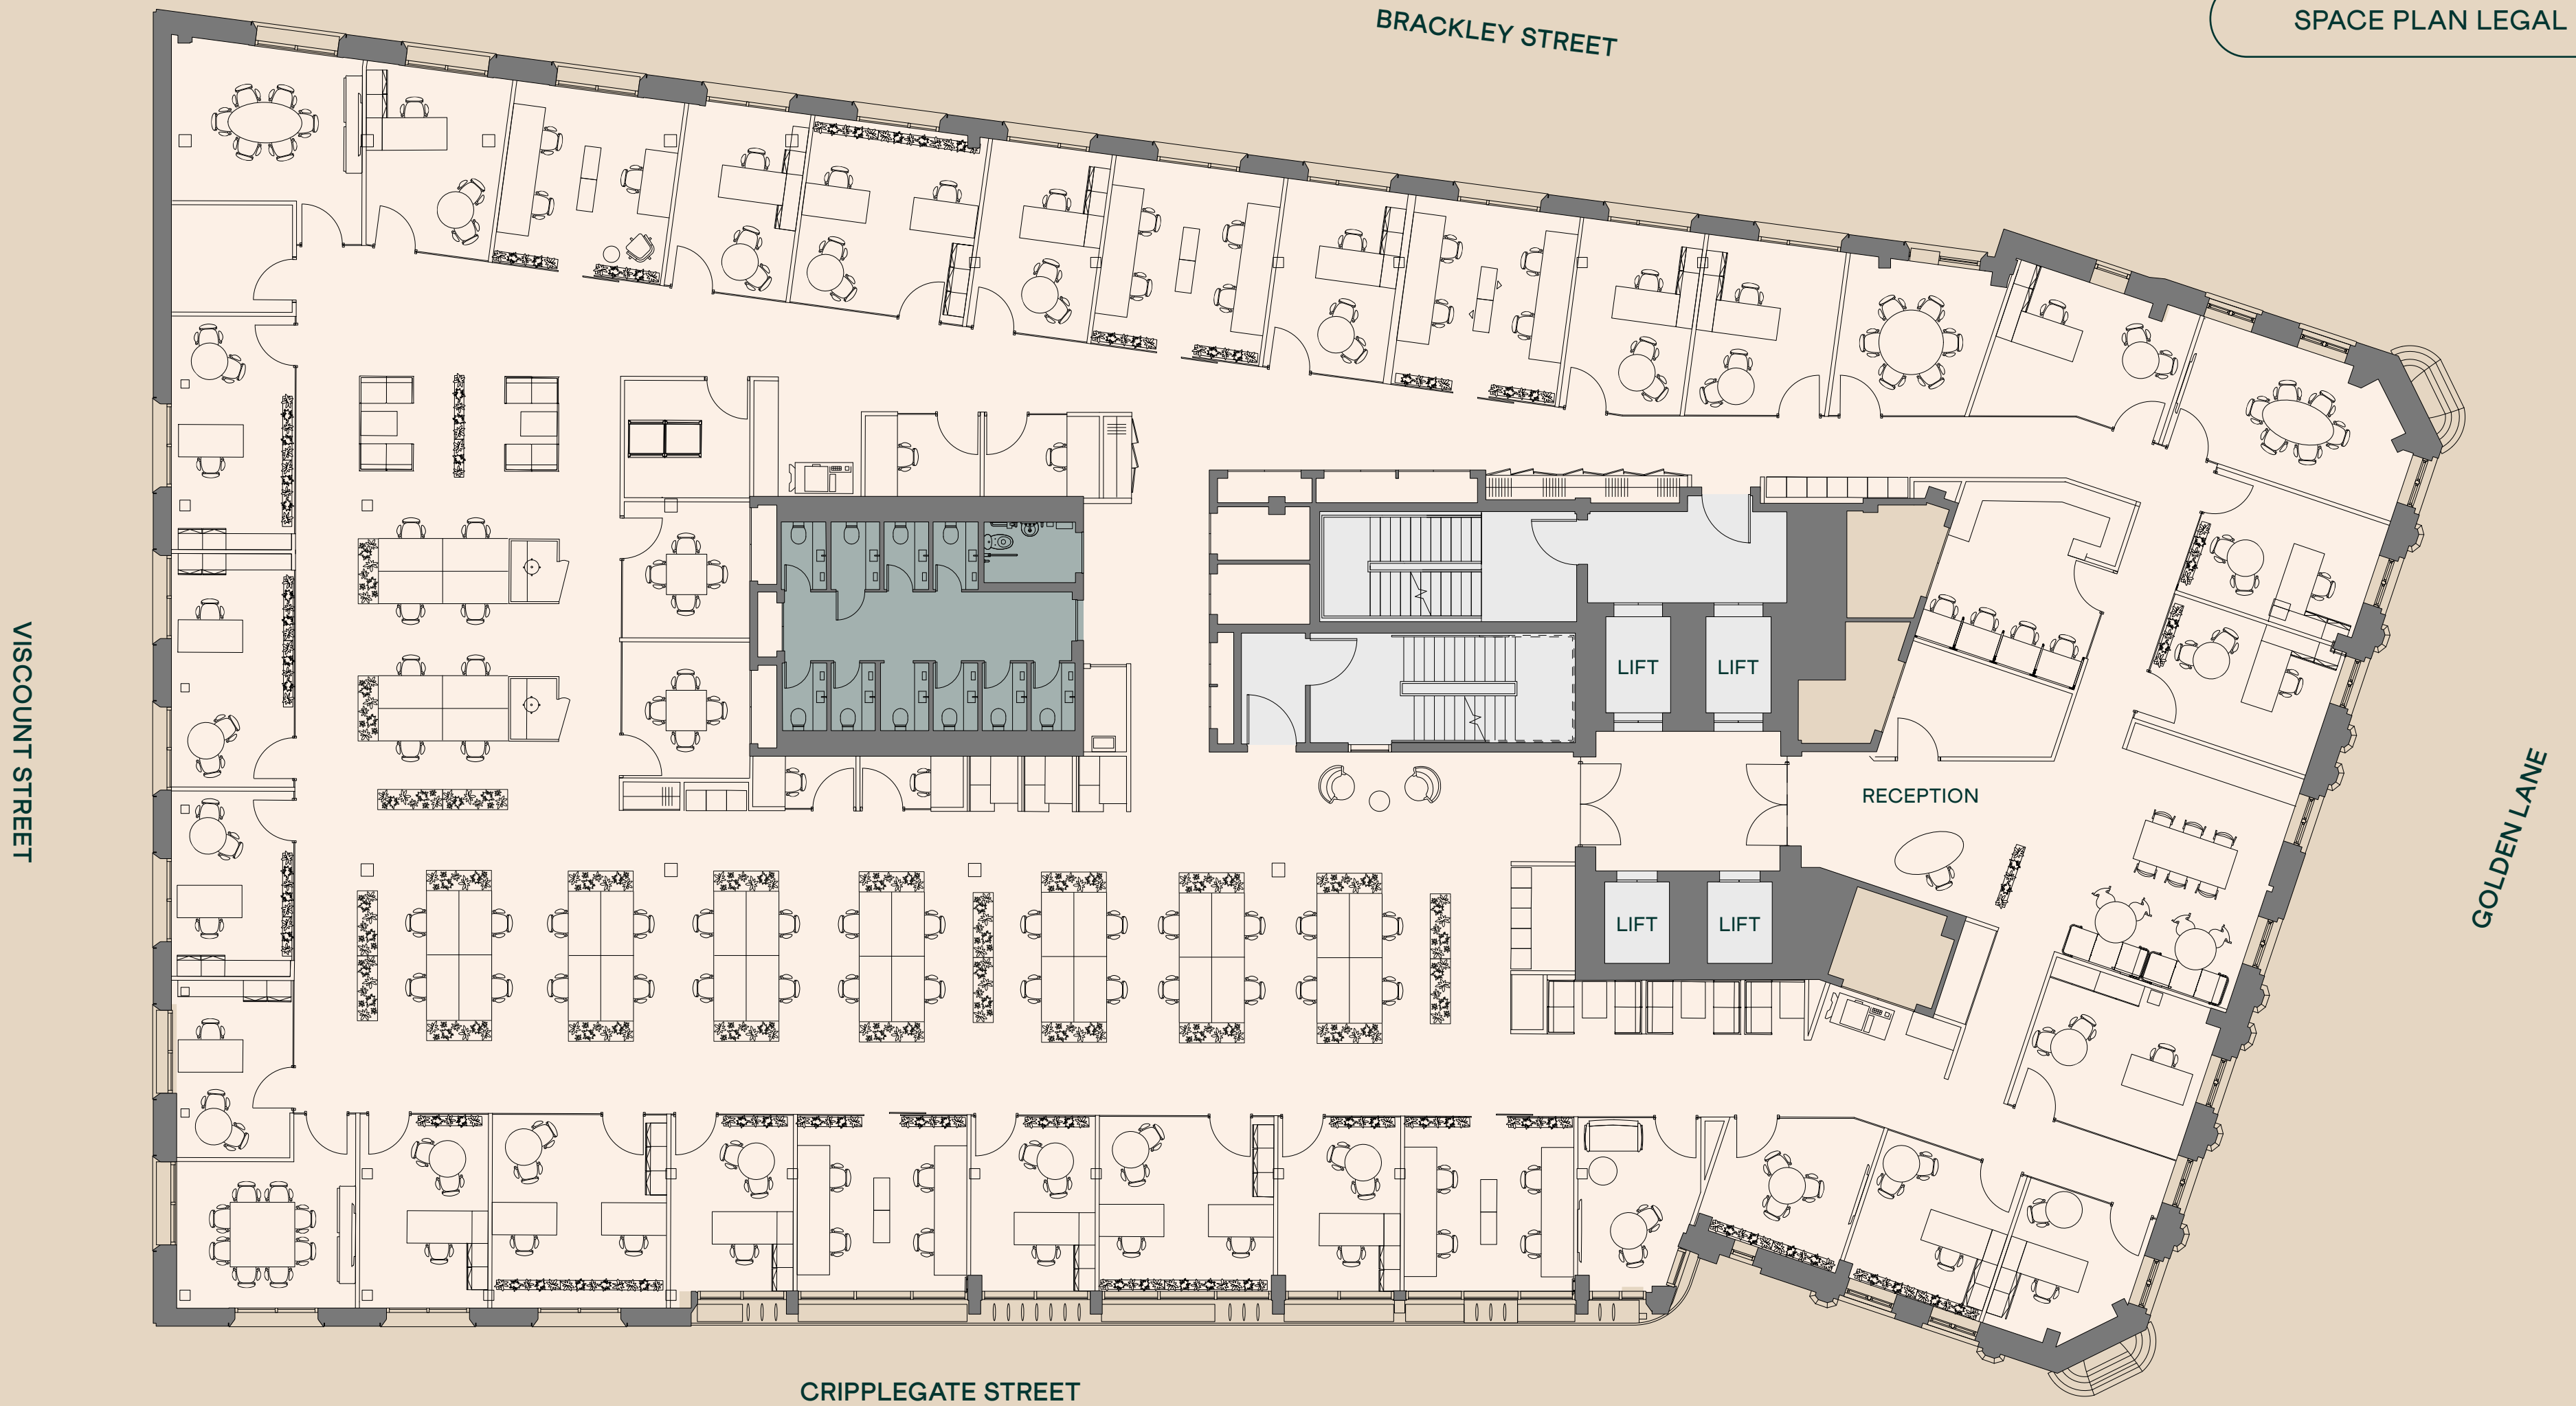 BRACKLEY STREET
SPACE PLAN LEGAL
VISCOUNT STREET
LIFT
LIFT
RECEPTION
GOLDEN LANE
LIFT
LIFT
CRIPPLEGATE STREET